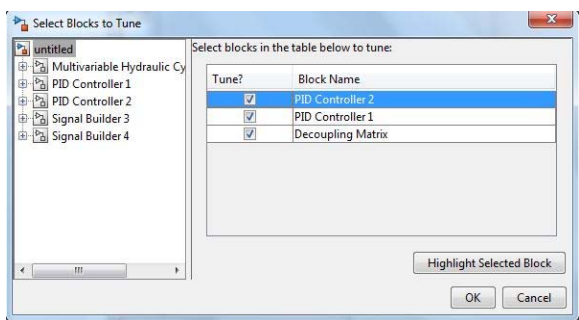 Select Blocks to Tune
untitled
Multivariable Hydraulic Cy
PID Controller 1
PID Controller 2
Signal Builder 3
Signal Builder 4
Select blocks in the table below to tune:
Tune? Block Name
PID Controller 2
PID Controller 1
Decoupling Matrix
Highlight Selected Block
OK Cancel